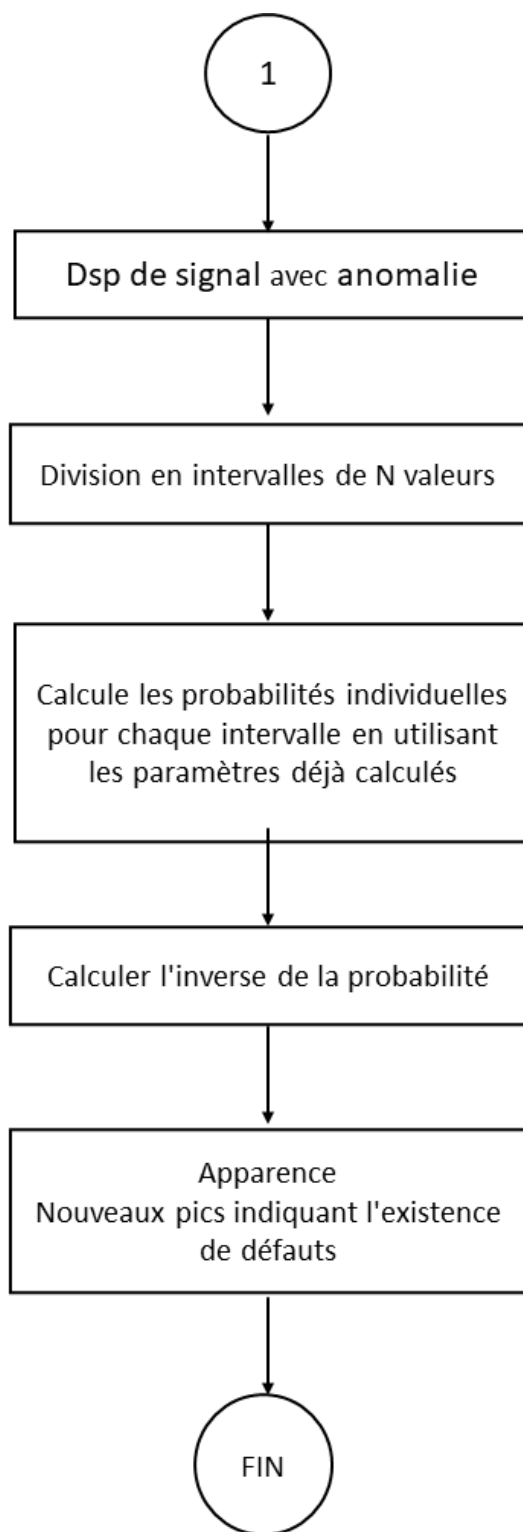 1
Dsp de signal avec anomalie
Division en intervalles de N valeurs
Calcule les probabilités individuelles
pour chaque intervalle en utilisant
les paramètres déjà calculés
Calculer l'inverse de la probabilité
Apparence
Nouveaux pics indiquant l'existence
de défauts
FIN